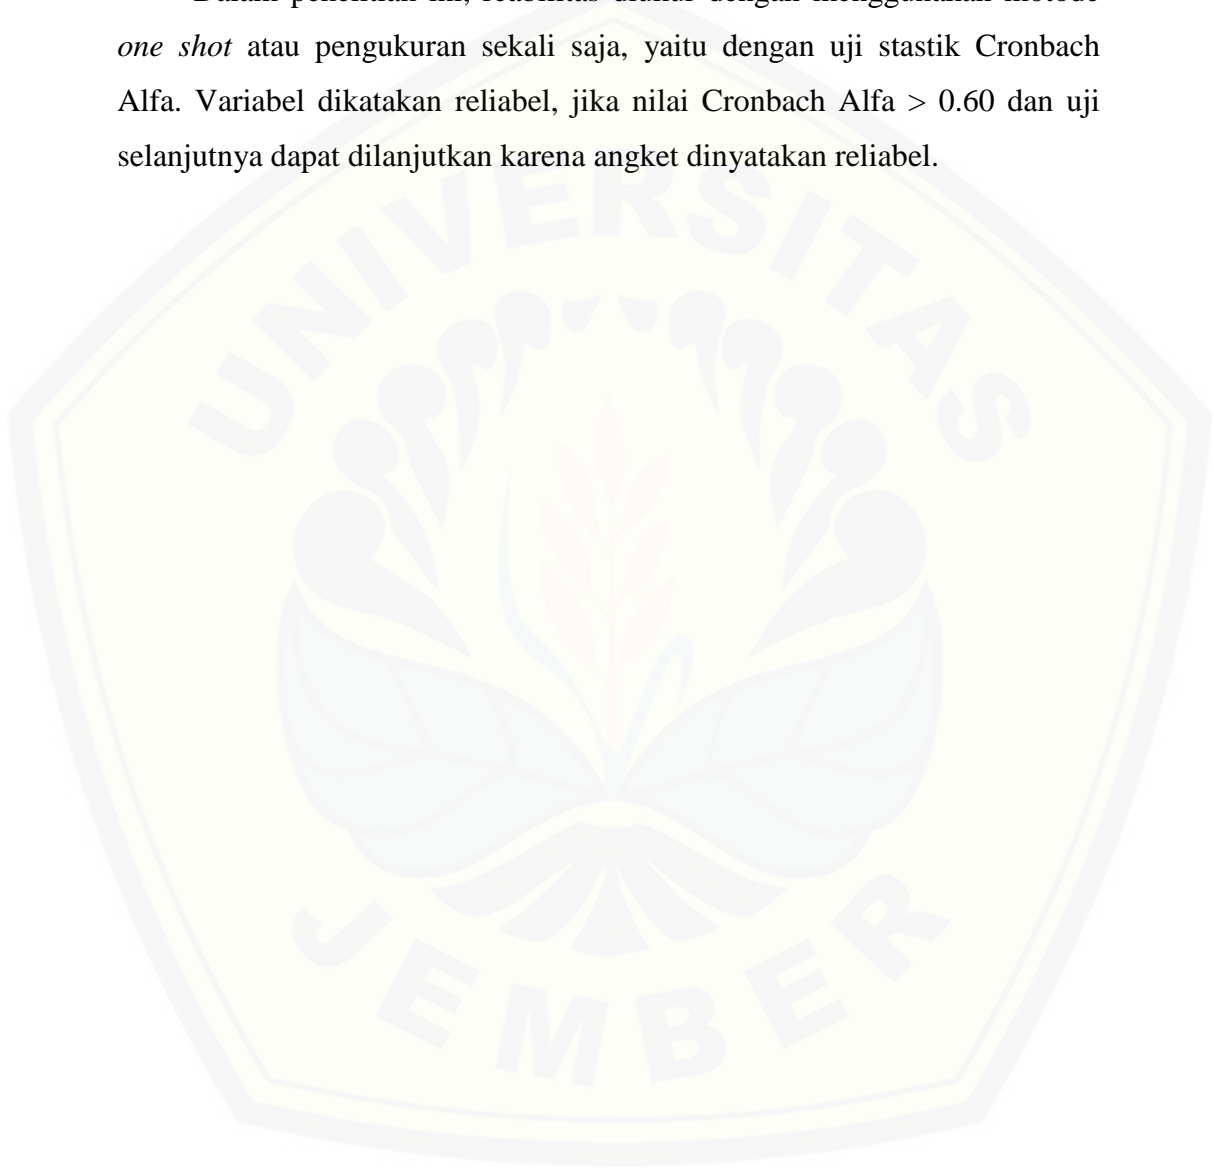 one shot atau pengukuran sekali saja, yaitu dengan uji stastik Cronbach
Alfa. Variabel dikatakan reliabel, jika nilai Cronbach Alfa > 0.60 dan uji
selanjutnya dapat dilanjutkan karena angket dinyatakan reliabel.
UNIVERSITAS
JEMBER